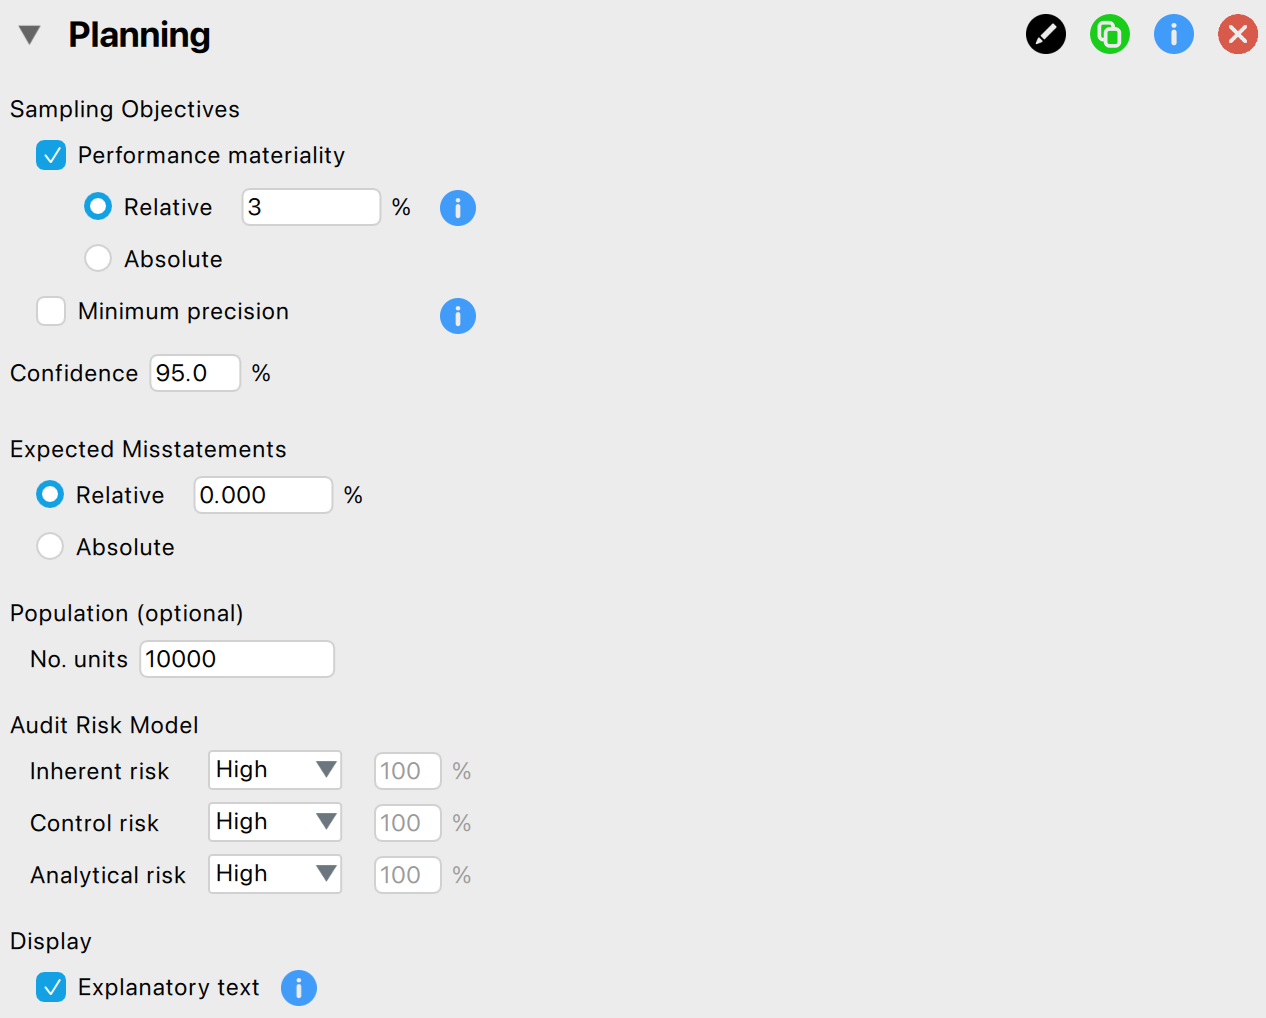 Planning
Sampling Objectives
Performance materiality
Relative 3 %
Absolute
Minimum precision
Confidence 95.0 %
Expected Misstatements
Relative 0.000 %
Absolute
Population (optional)
No. units 10000
Audit Risk Model
Inherent risk High 100 %
Control risk High 100 %
Analytical risk High 100 %
Display
Explanatory text